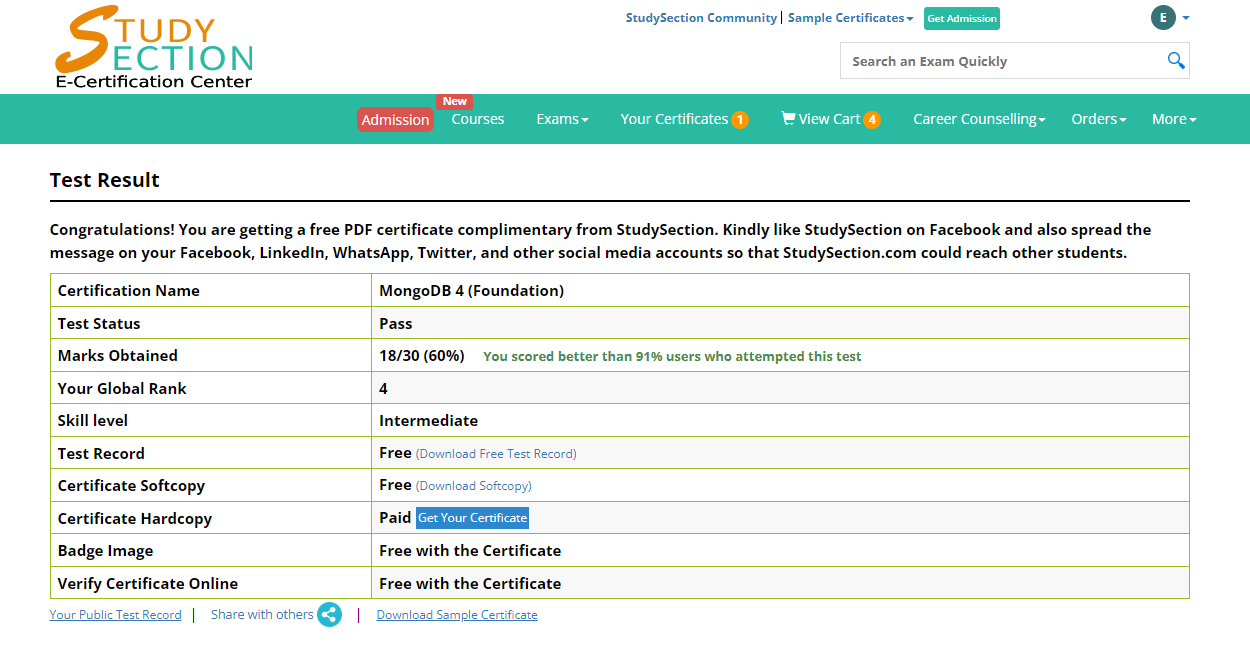 STUDY
SECTION
E-Certification Center
StudySection Community
Sample Certificates
Get Admission
E
Search an Exam Quickly
New
Admission
Courses
Exams
Your Certificates 1
View Cart 4
Career Counselling
Orders
More
Test Result
Congratulations! You are getting a free PDF certificate complimentary from StudySection. Kindly like StudySection on Facebook and also spread the
message on your Facebook, LinkedIn, WhatsApp, Twitter, and other social media accounts so that StudySection.com could reach other students.
Certification Name MongoDB 4 (Foundation)
Test Status Pass
Marks Obtained 18/30 (60%) You scored better than 91% users who attempted this test
Your Global Rank 4
Skill level Intermediate
Test Record Free (Download Free Test Record)
Certificate Softcopy Free (Download Softcopy)
Certificate Hardcopy Paid Get Your Certificate
Badge Image Free with the Certificate
Verify Certificate Online Free with the Certificate
Your Public Test Record | Share with others | Download Sample Certificate